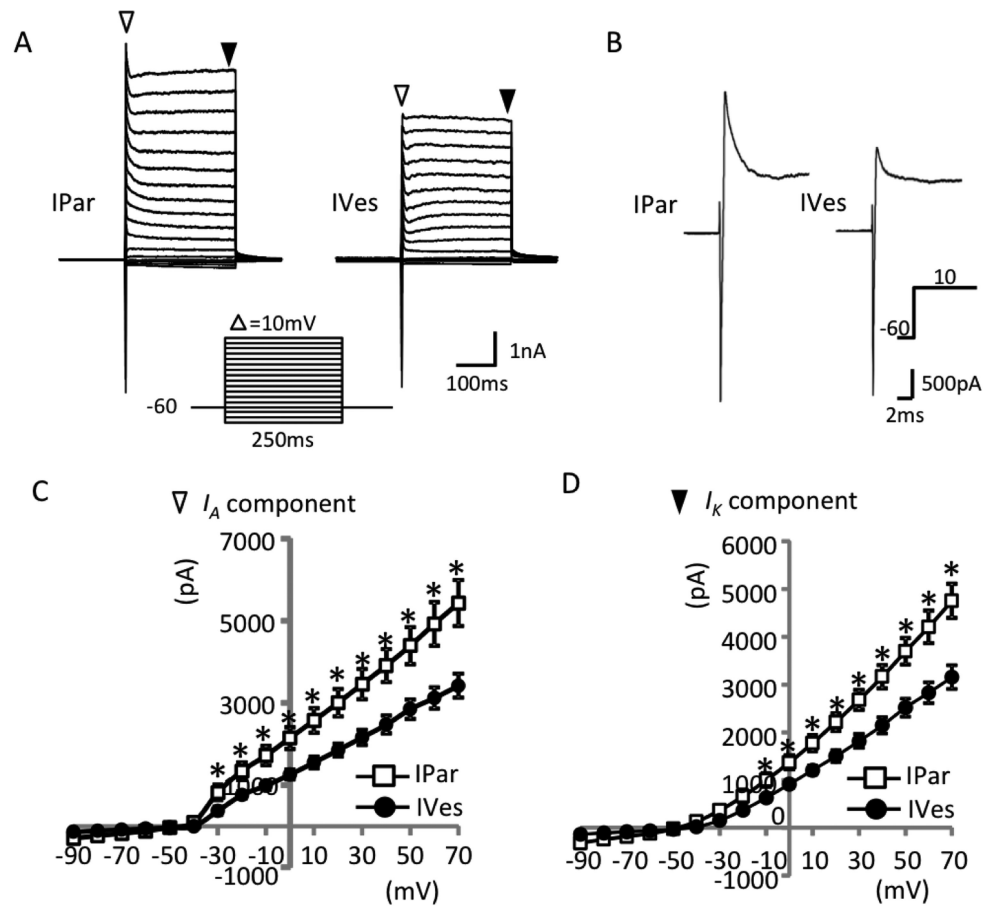 A
B
IPar
IVes
IPar
IVes
Δ=10mV
-60
250ms
1nA
100ms
10
-60
500pA
2ms
C
I_A component
(pA)
7000
5000
3000
1000
-1000
* * * * * * * * * * *
IPar
IVes
-90 -70 -50 -30 -10 10 30 50 70
(mV)
D
I_K component
(pA)
6000
5000
4000
3000
2000
1000
0
-1000
* * * * * * * * *
IPar
IVes
-90 -70 -50 -30 -10 10 30 50 70
(mV)